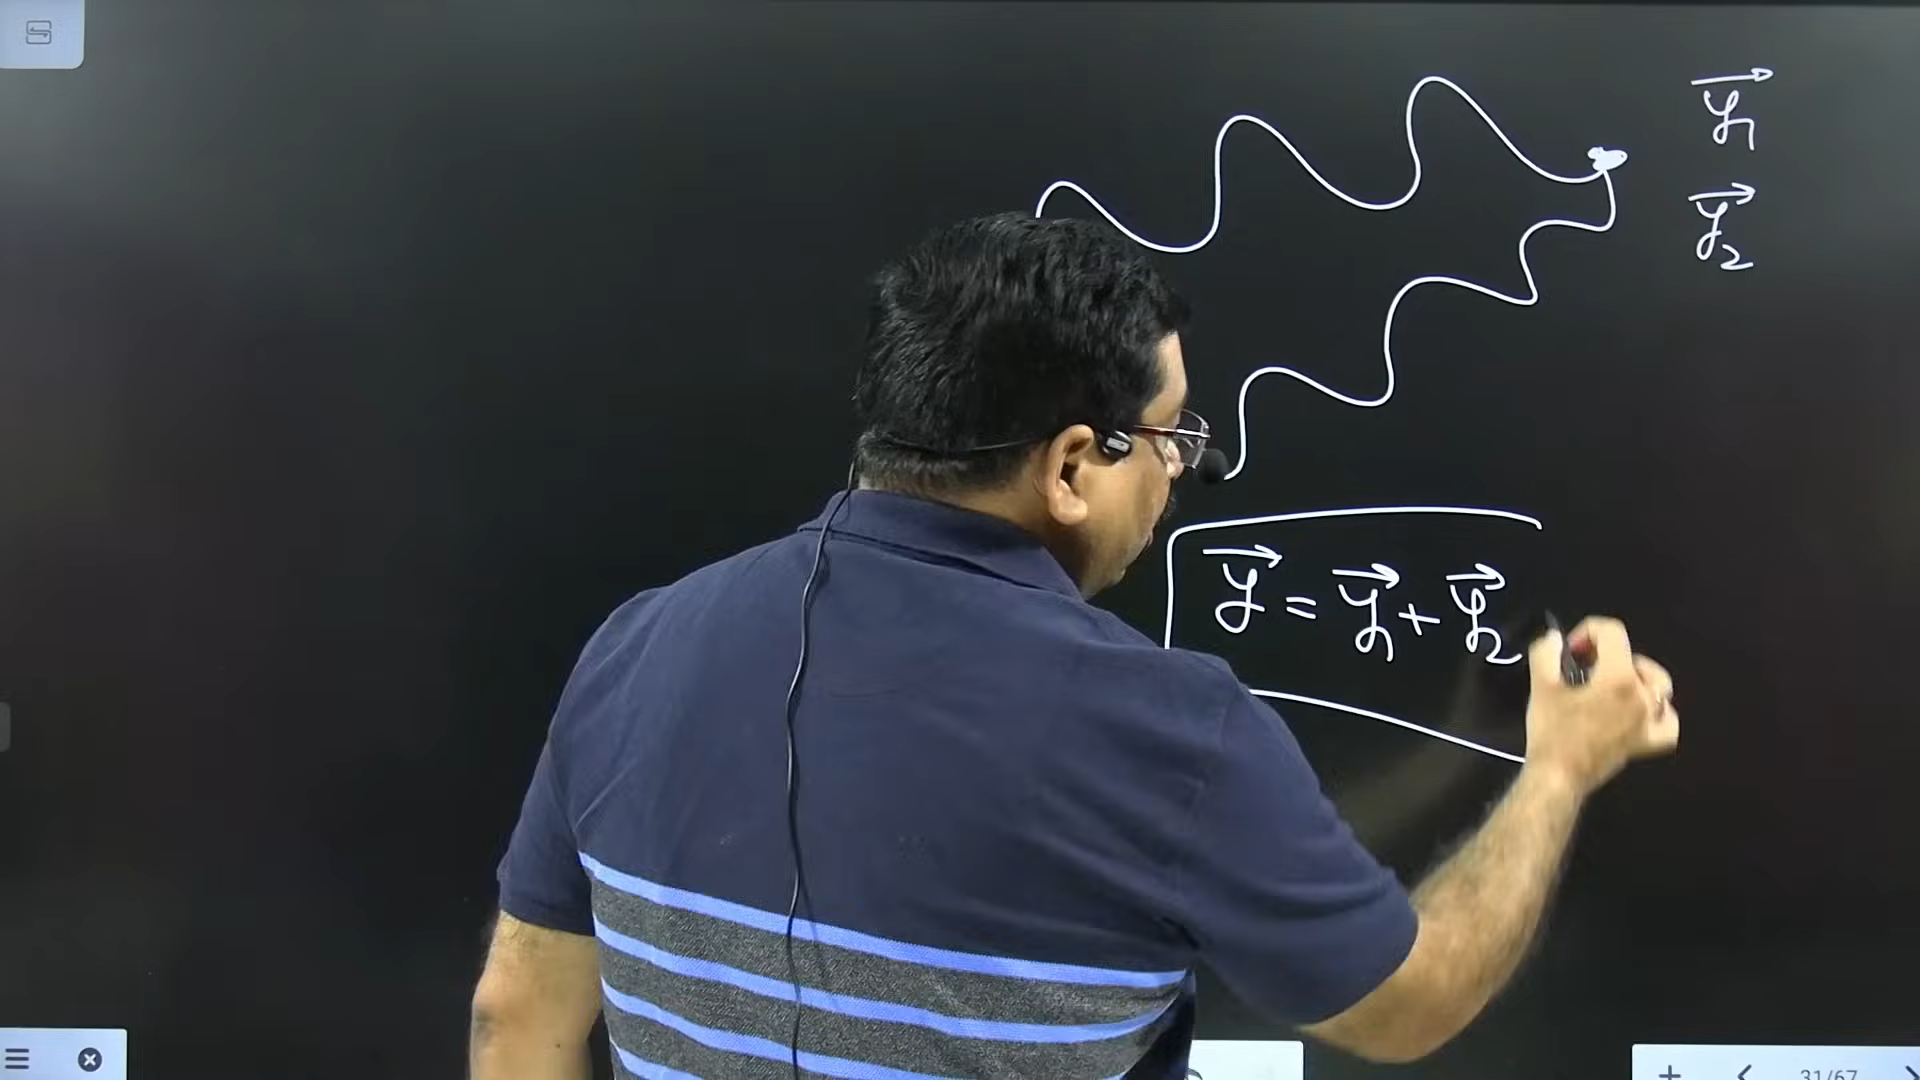 y⃗₁
y⃗₂
y⃗ = y⃗₁ + y⃗₂
31/67